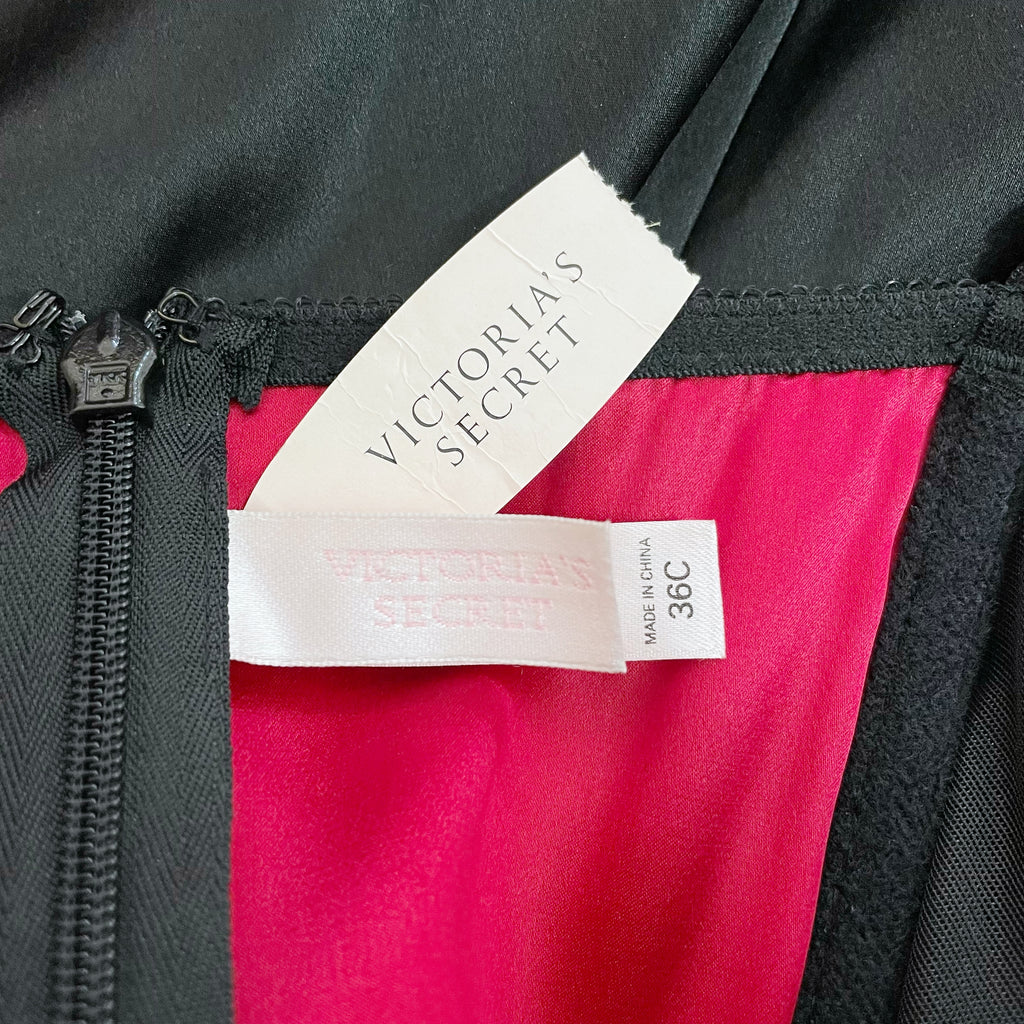 VICTORIA'S
SECRET
VICTORIA'S
SECRET
MADE IN CHINA
36C